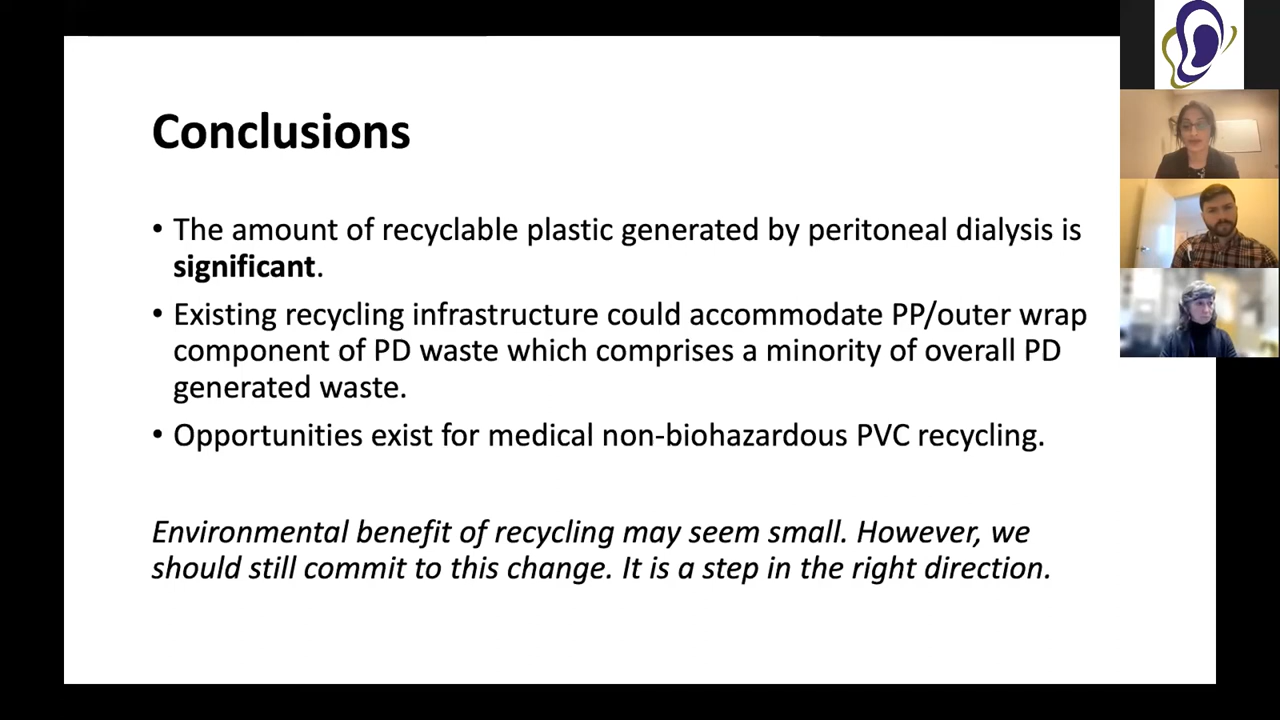 Conclusions
• The amount of recyclable plastic generated by peritoneal dialysis is
significant.
• Existing recycling infrastructure could accommodate PP/outer wrap
component of PD waste which comprises a minority of overall PD
generated waste.
• Opportunities exist for medical non-biohazardous PVC recycling.
Environmental benefit of recycling may seem small. However, we
should still commit to this change. It is a step in the right direction.